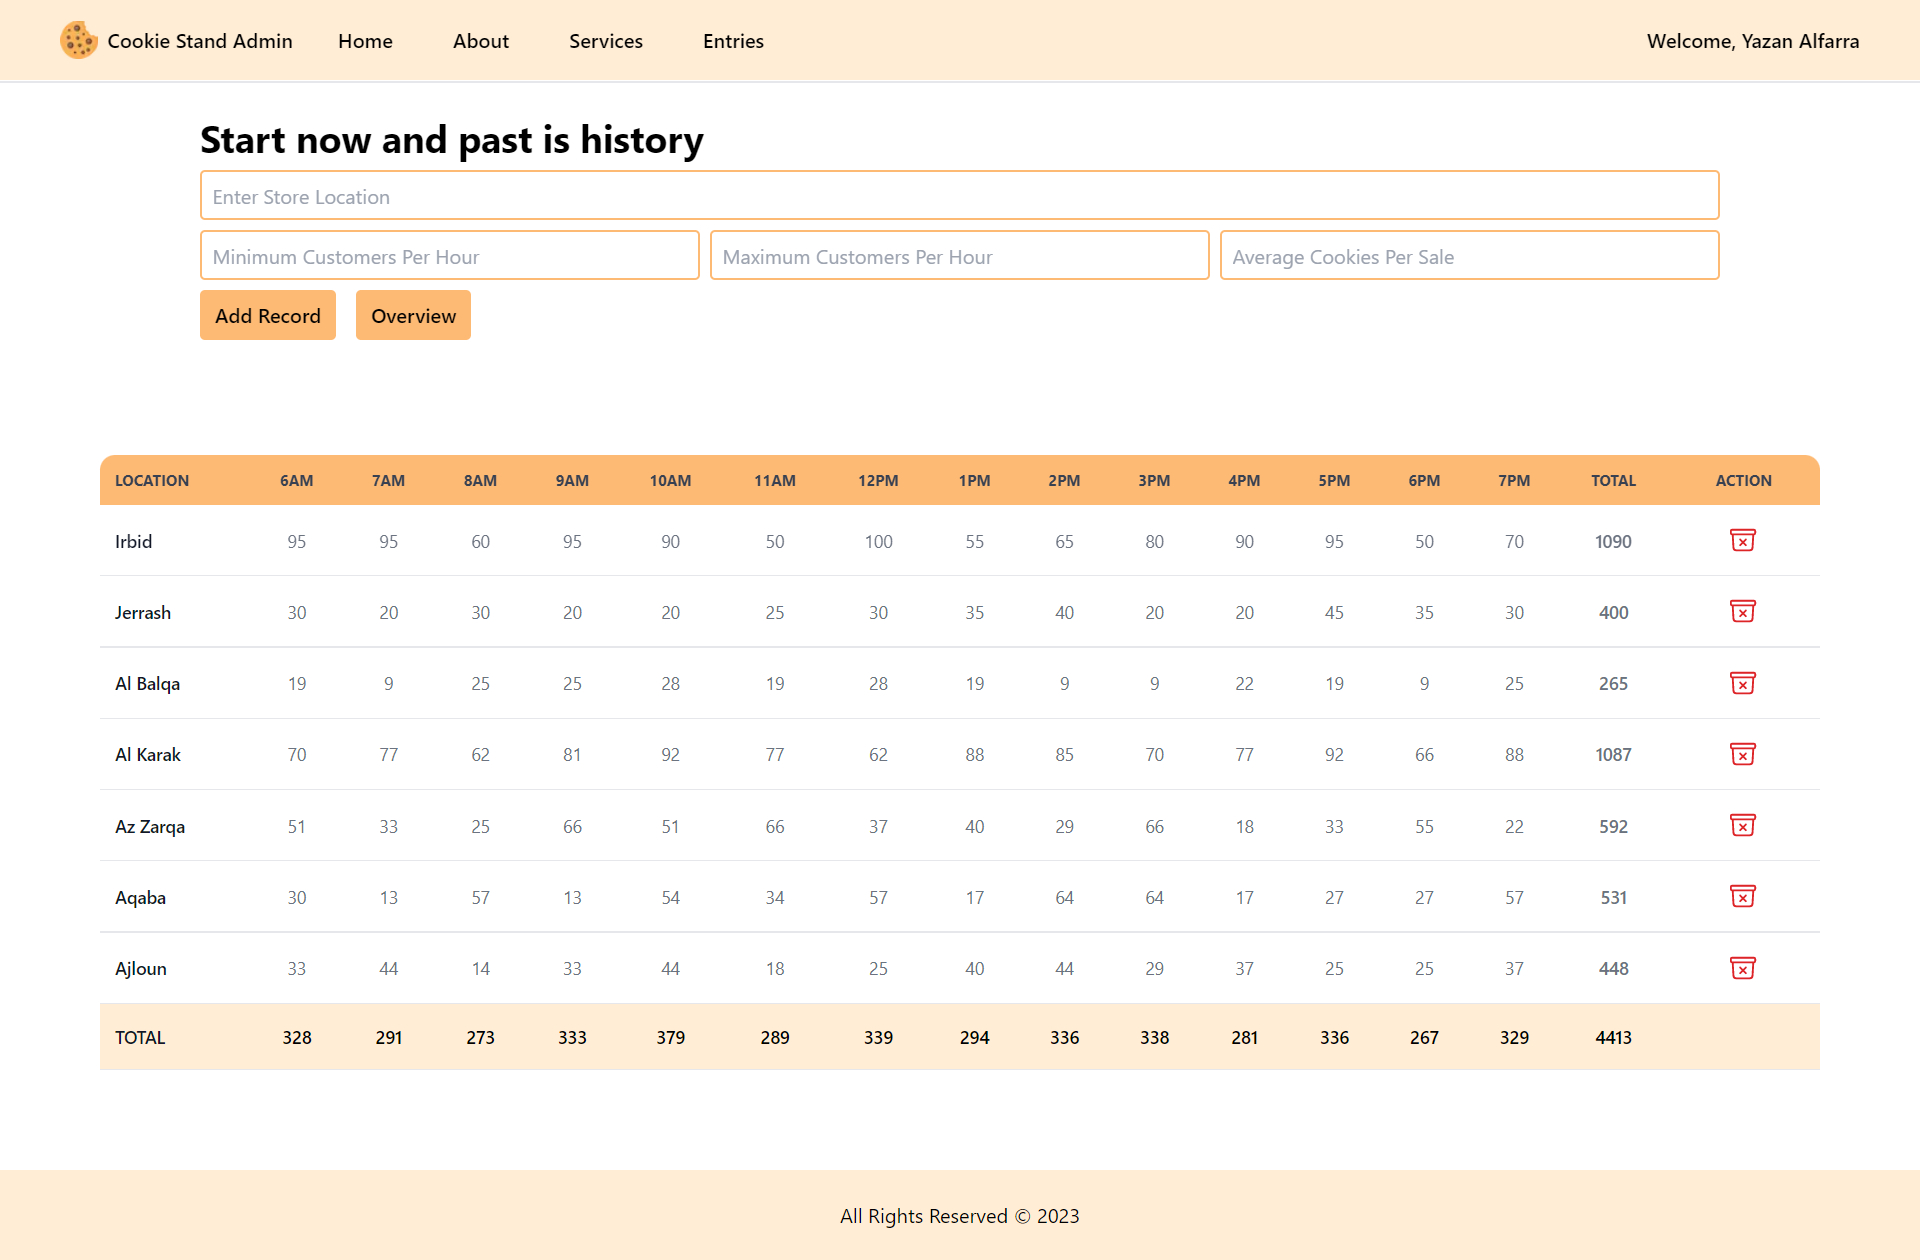 Cookie Stand Admin Home About Services Entries Welcome, Yazan Alfarra
Start now and past is history
Enter Store Location
Minimum Customers Per Hour Maximum Customers Per Hour Average Cookies Per Sale
Add Record Overview
LOCATION 6AM 7AM 8AM 9AM 10AM 11AM 12PM 1PM 2PM 3PM 4PM 5PM 6PM 7PM TOTAL ACTION
Irbid 95 95 60 95 90 50 100 55 65 80 90 95 50 70 1090
Jerrash 30 20 30 20 20 25 30 35 40 20 20 45 35 30 400
Al Balqa 19 9 25 25 28 19 28 19 9 9 22 19 9 25 265
Al Karak 70 77 62 81 92 77 62 88 85 70 77 92 66 88 1087
Az Zarqa 51 33 25 66 51 66 37 40 29 66 18 33 55 22 592
Aqaba 30 13 57 13 54 34 57 17 64 64 17 27 27 57 531
Ajloun 33 44 14 33 44 18 25 40 44 29 37 25 25 37 448
TOTAL 328 291 273 333 379 289 339 294 336 338 281 336 267 329 4413
All Rights Reserved © 2023